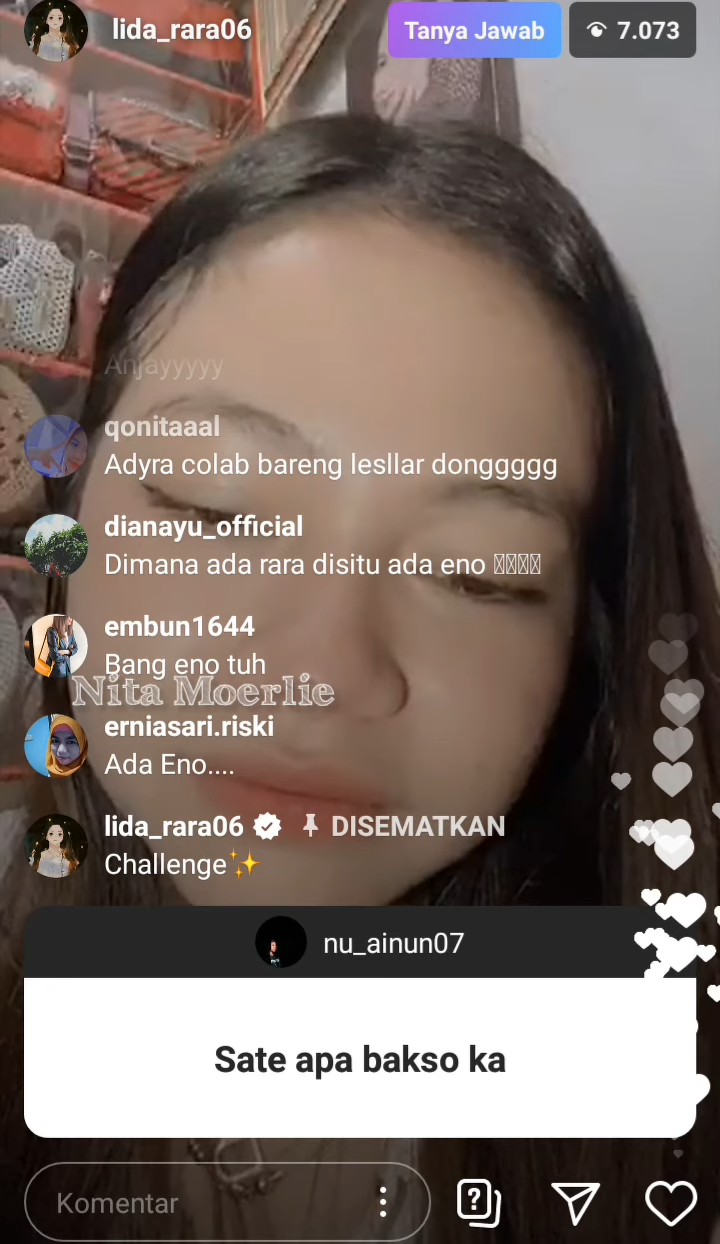 lida_rara06
Tanya Jawab
7.073
Anjayyyyy
qonitaaal
Adyra colab bareng lesllar donggggg
dianayu_official
Dimana ada rara disitu ada eno
embun1644
Bang eno tuh
Nita Moerlie
erniasari.riski
Ada Eno....
lida_rara06 DISEMATKAN
Challenge✨
nu_ainun07
Sate apa bakso ka
Komentar